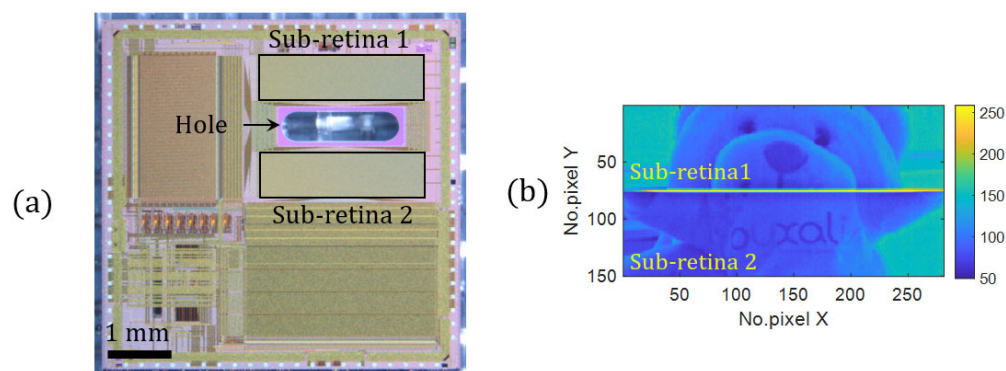 (a)
Sub-retina 1
Hole
Sub-retina 2
1 mm
(b)
No.pixel Y
50
100
150
Sub-retina1
Sub-retina 2
50
100
150
200
250
No.pixel X
250
200
150
100
50